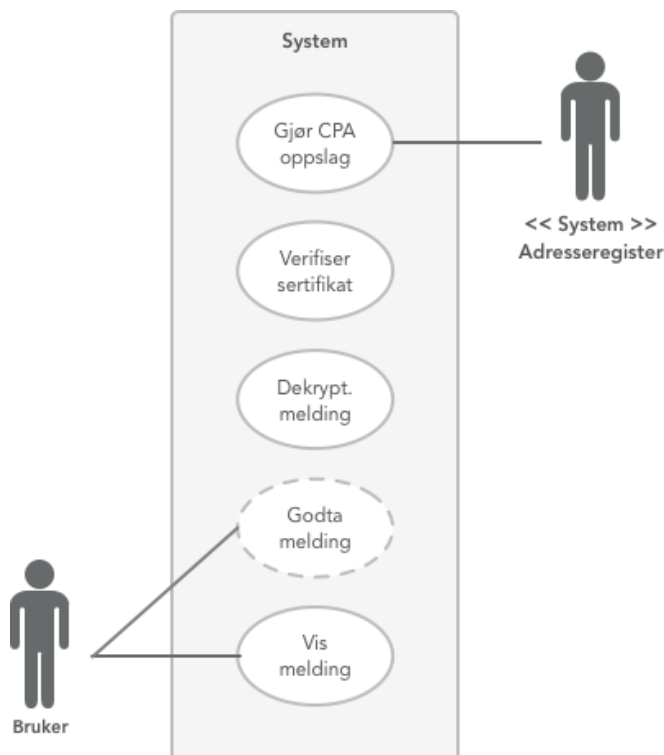 System
Gjør CPA
oppslag
<< System >>
Adresseregister
Verifiser
sertifikat
Dekrypt.
melding
Godta
melding
Vis
melding
Bruker